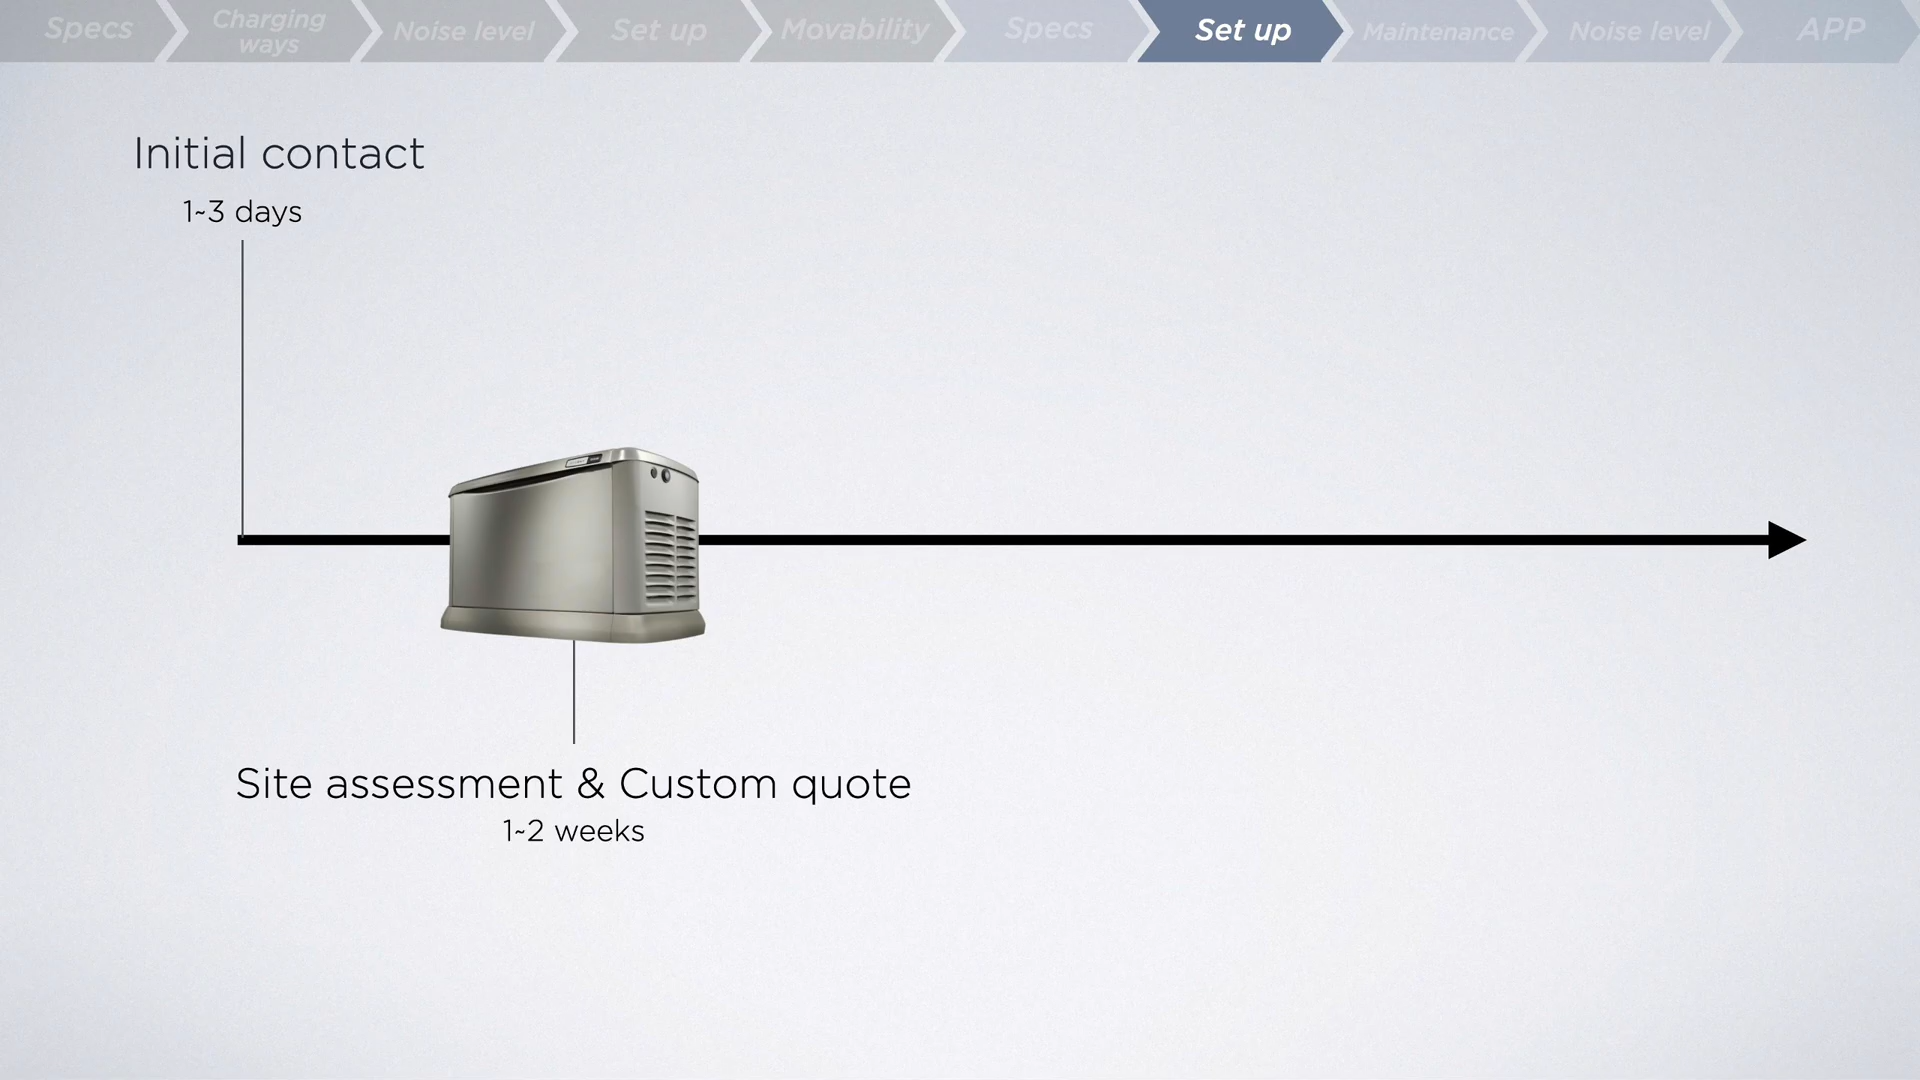 Specs
Charging
ways
Noise level
Set up
Movability
Specs
Set up
Maintenance
Noise level
APP
Initial contact
1~3 days
Site assessment & Custom quote
1~2 weeks